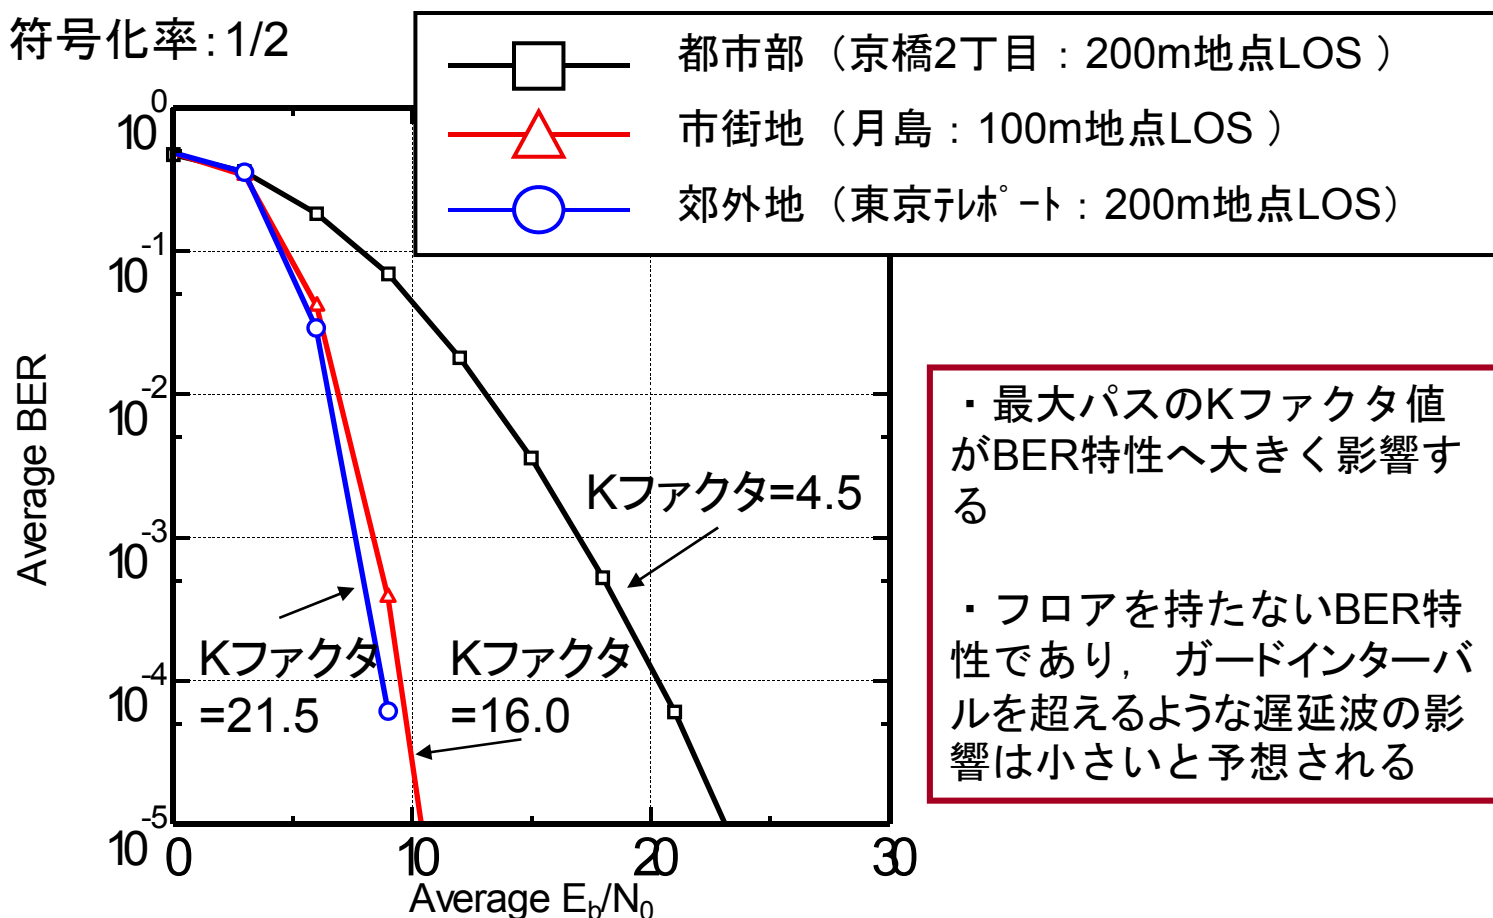 符号化率:1/2
都市部(京橋2丁目:200m地点LOS )
市街地(月島:100m地点LOS )
郊外地(東京ﾃﾚﾎﾟｰﾄ:200m地点LOS)
10^0
10^-1
10^-2
10^-3
10^-4
10^-5
Average BER
0
10
20
30
Average E_b/N_0
Kファクタ=4.5
Kファクタ
=21.5
Kファクタ
=16.0
・最大パスのKファクタ値
がBER特性へ大きく影響す
る
・フロアを持たないBER特
性であり, ガードインターバ
ルを超えるような遅延波の影
響は小さいと予想される